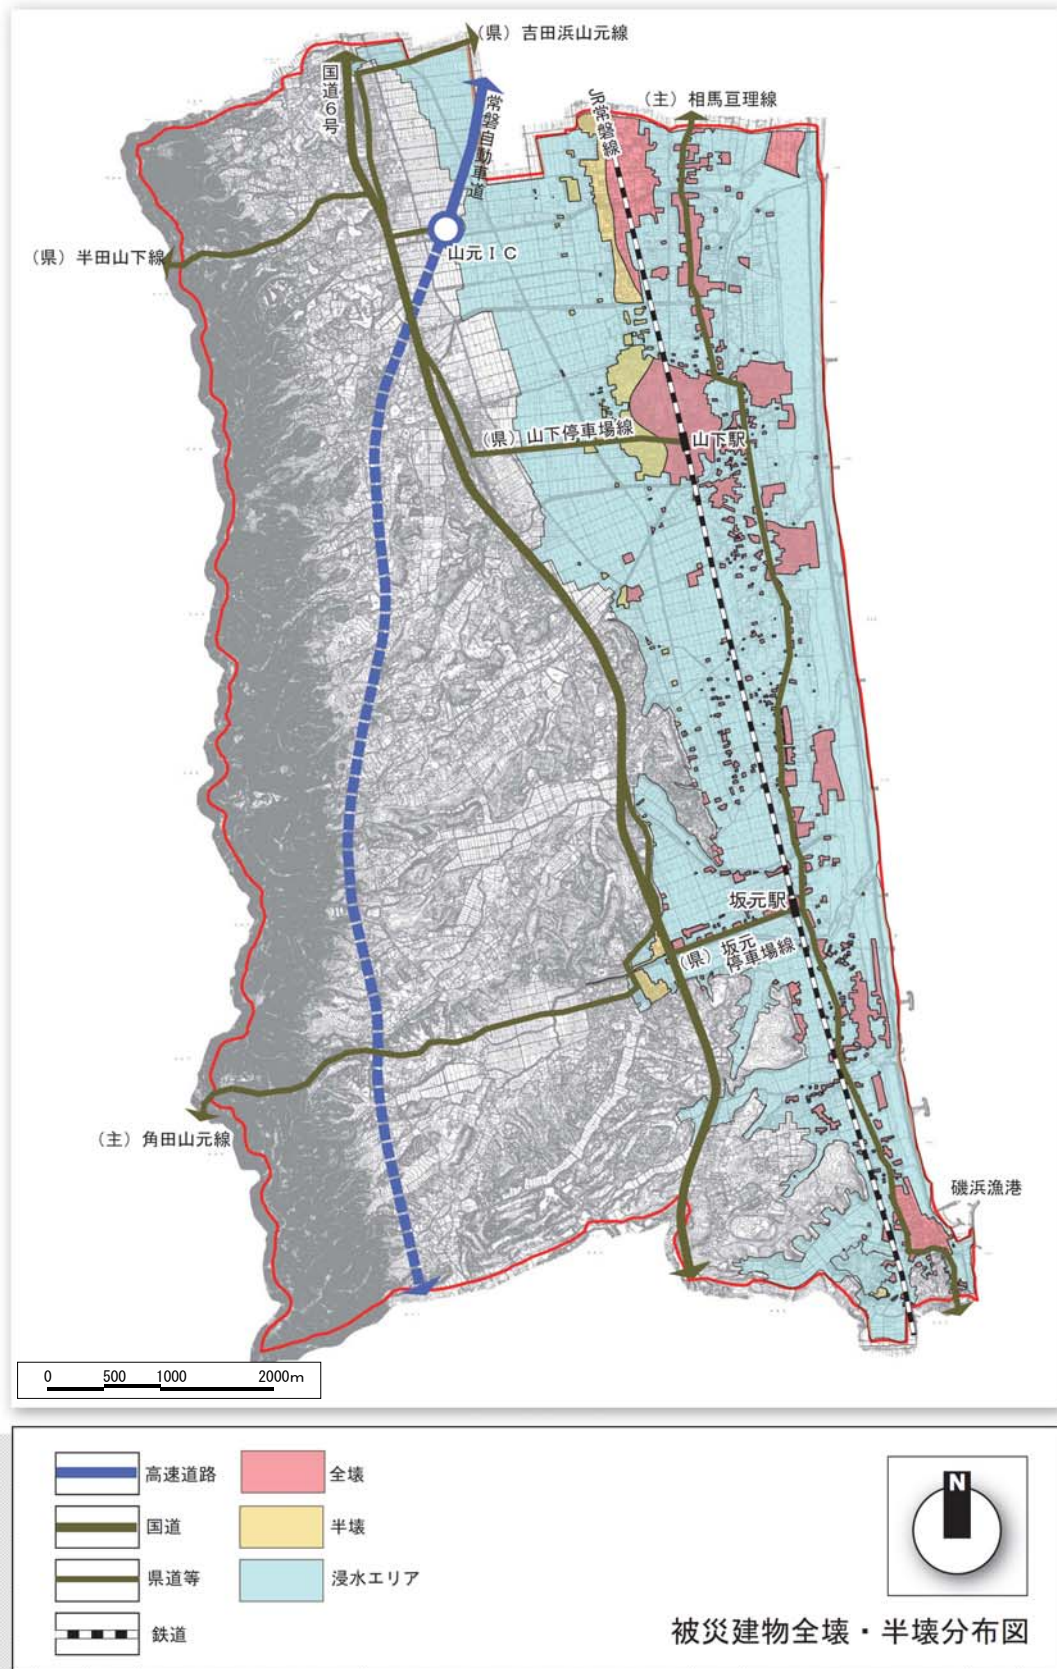 （県）吉田浜山元線
国道６号
常磐自動車道
JR常磐線
（主）相馬亘理線
（県）半田山下線
山元ＩＣ
（県）山下停車場線
山下駅
坂元駅
（県）坂元
停車場線
（主）角田山元線
磯浜漁港
0 500 1000 2000m
高速道路
全壊
国道
半壊
県道等
浸水エリア
鉄道
N
被災建物全壊・半壊分布図